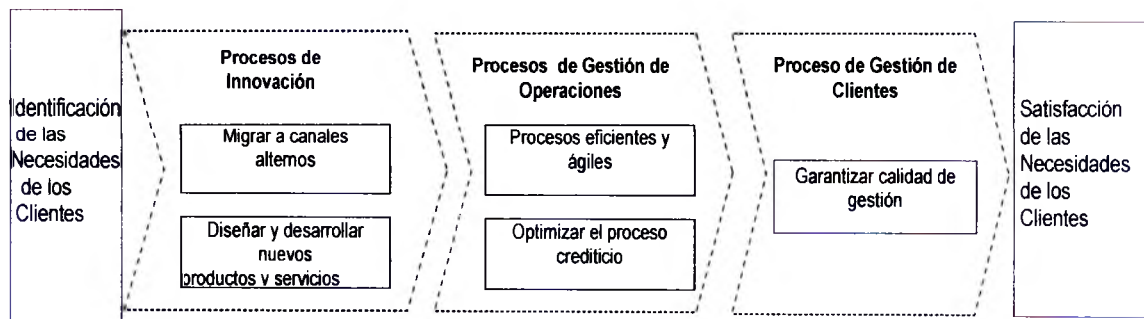 Identificación
de las
Necesidades
de los
Clientes
Procesos de
Innovación
Migrar a canales
alternos
Diseñar y desarrollar
nuevos
productos y servicios
Procesos de Gestión de
Operaciones
Procesos eficientes y
ágiles
Optimizar el proceso
crediticio
Proceso de Gestión de
Clientes
Garantizar calidad de
gestión
Satisfacción
de las
Necesidades
de los
Clientes